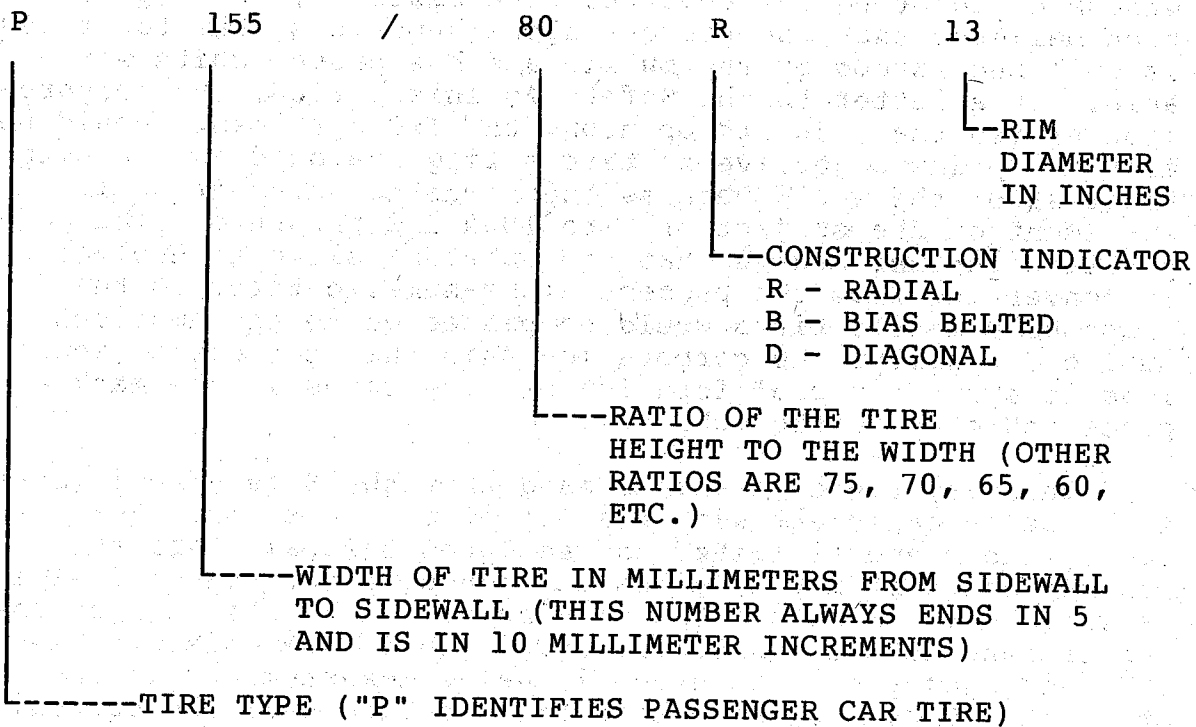 P 155 / 80 R 13
RIM
DIAMETER
IN INCHES
CONSTRUCTION INDICATOR
R - RADIAL
B - BIAS BELTED
D - DIAGONAL
RATIO OF THE TIRE
HEIGHT TO THE WIDTH (OTHER
RATIOS ARE 75, 70, 65, 60,
ETC.)
WIDTH OF TIRE IN MILLIMETERS FROM SIDEWALL
TO SIDEWALL (THIS NUMBER ALWAYS ENDS IN 5
AND IS IN 10 MILLIMETER INCREMENTS)
TIRE TYPE ("P" IDENTIFIES PASSENGER CAR TIRE)